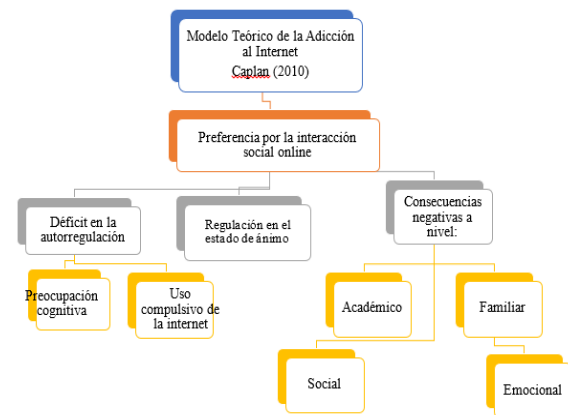 Modelo Teórico de la Adicción
al Internet
Caplan (2010)
Preferencia por la interacción
social online
Déficit en la
autorregulación
Regulación en el
estado de ánimo
Consecuencias
negativas a
nivel:
Preocupación
cognitiva
Uso
compulsivo de
la internet
Académico
Familiar
Social
Emocional